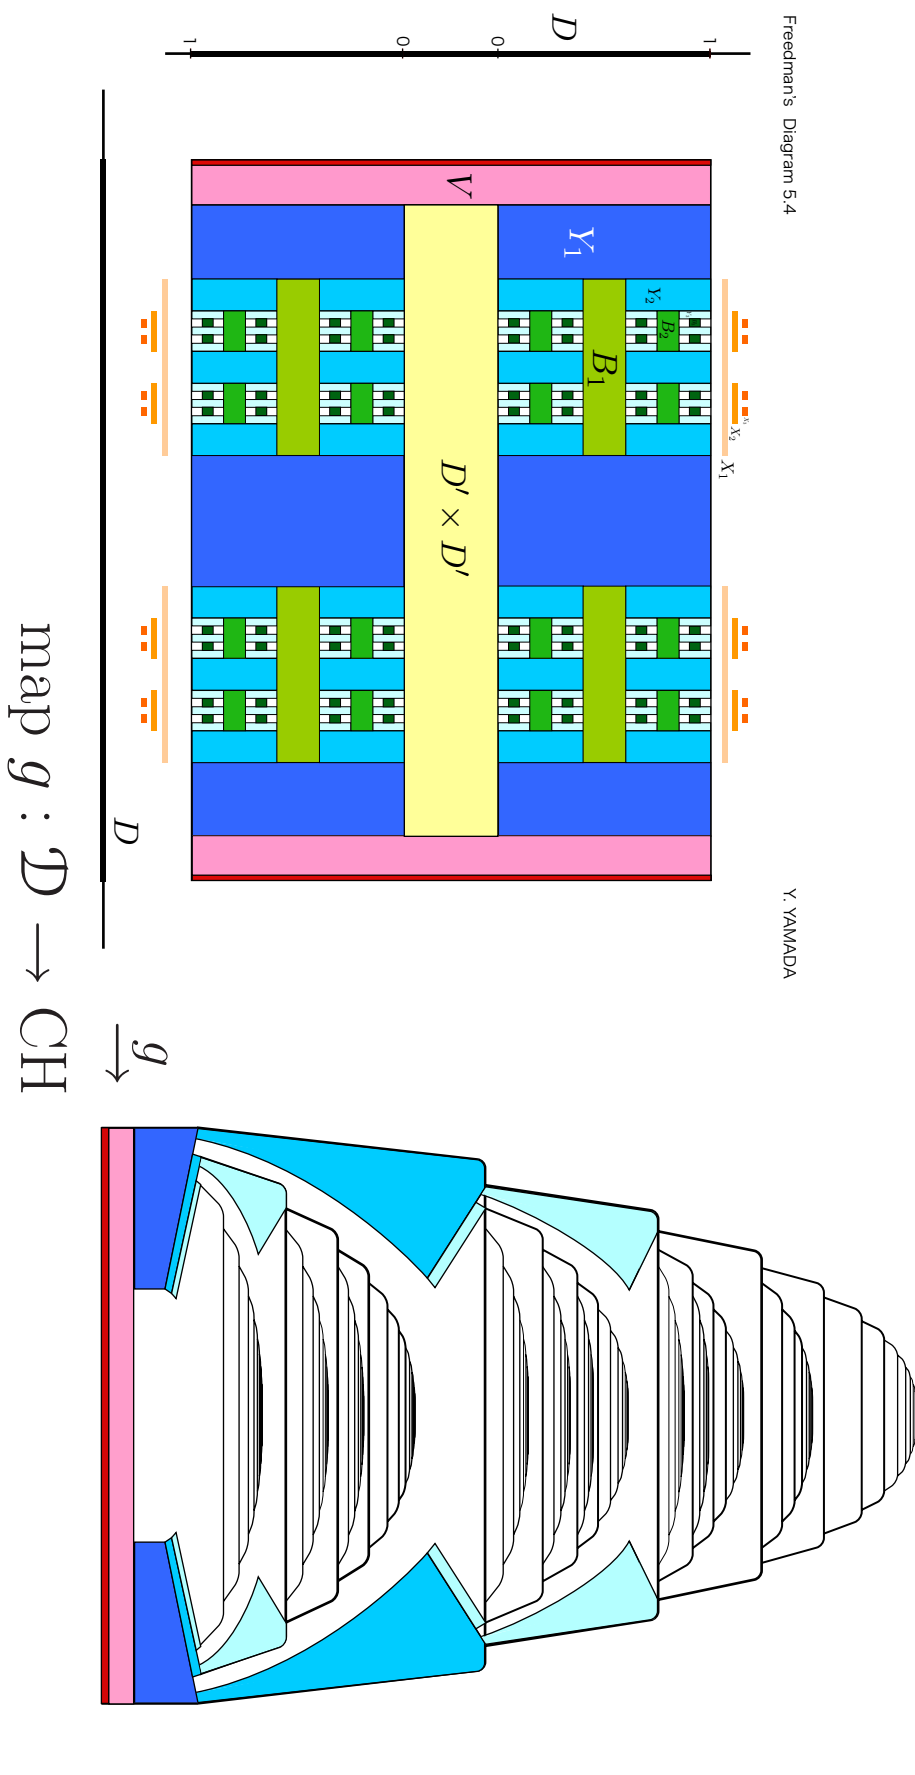 Freedman's Diagram 5.4
Y. YAMADA
D
1
0
0
1
V
Y₁
Y₂
B₂
B₁
X₂
X₁
D′ × D′
D
g
→
map g : 𝒟 → CH